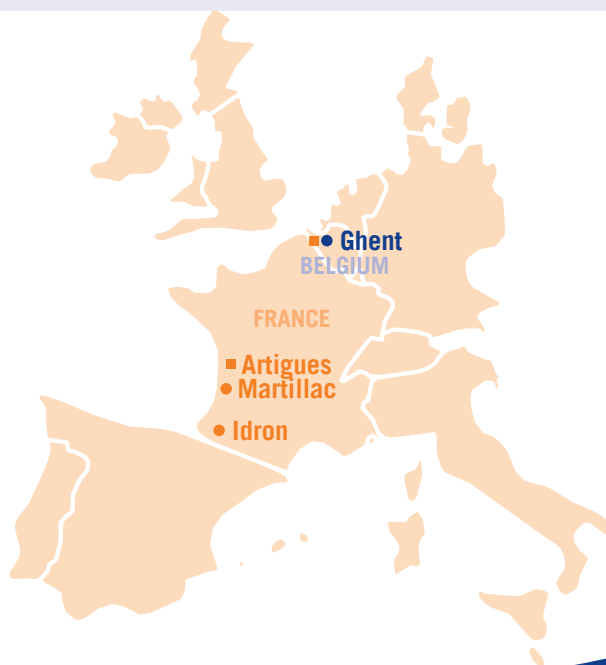 Ghent
BELGIUM
FRANCE
Artigues
Martillac
Idron